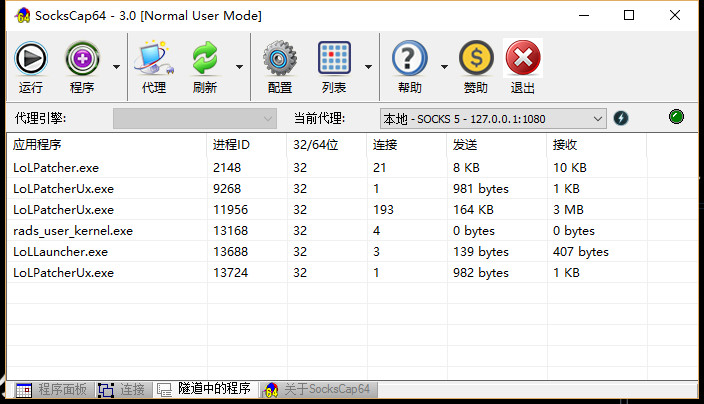 SocksCap64 - 3.0 [Normal User Mode]
运行 程序 代理 刷新 配置 列表 帮助 赞助 退出
代理引擎: 当前代理: 本地 - SOCKS 5 - 127.0.0.1:1080
应用程序 进程ID 32/64位 连接 发送 接收
LoLPatcher.exe 2148 32 21 8 KB 10 KB
LoLPatcherUx.exe 9268 32 1 981 bytes 1 KB
LoLPatcherUx.exe 11956 32 193 164 KB 3 MB
rads_user_kernel.exe 13168 32 4 0 bytes 0 bytes
LoLLauncher.exe 13688 32 3 139 bytes 407 bytes
LoLPatcherUx.exe 13724 32 1 982 bytes 1 KB
程序面板 连接 隧道中的程序 关于SocksCap64